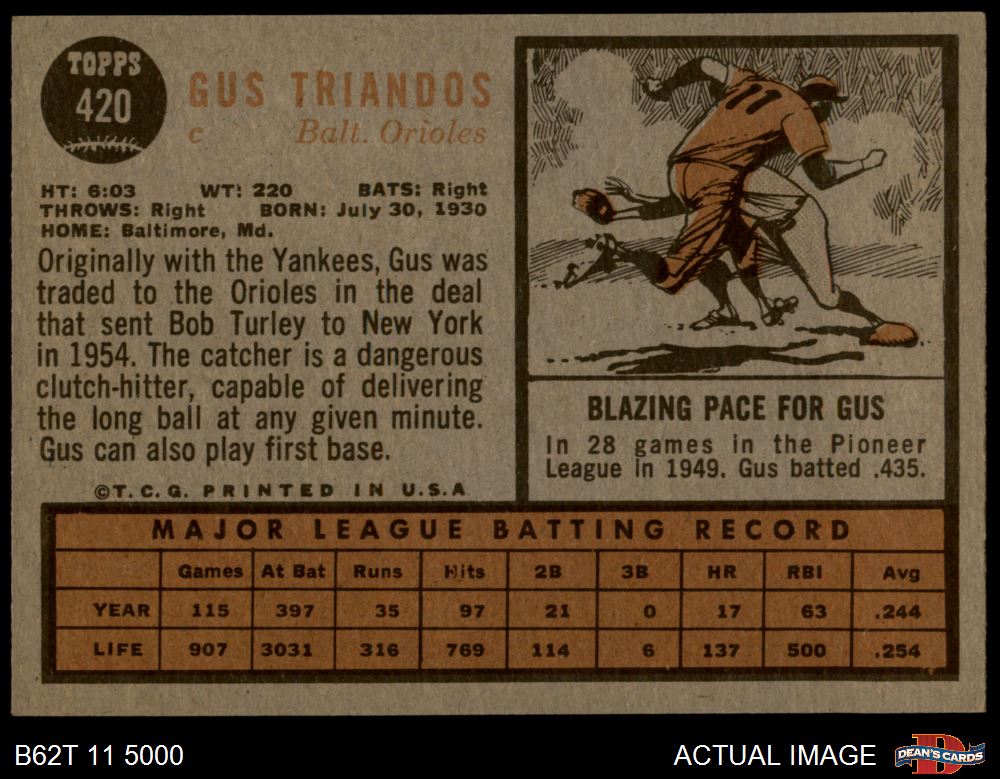 TOPPS
420
GUS TRIANDOS
c Balt. Orioles
HT: 6:03 WT: 220 BATS: Right
THROWS: Right BORN: July 30, 1930
HOME: Baltimore, Md.
Originally with the Yankees, Gus was
traded to the Orioles in the deal
that sent Bob Turley to New York
in 1954. The catcher is a dangerous
clutch-hitter, capable of delivering
the long ball at any given minute.
Gus can also play first base.
©T. C. G. PRINTED IN U.S.A
11
BLAZING PACE FOR GUS
In 28 games in the Pioneer
League in 1949. Gus batted .435.
MAJOR LEAGUE BATTING RECORD
Games At Bat Runs Hits 2B 3B HR RBI Avg
YEAR 115 397 35 97 21 0 17 63 .244
LIFE 907 3031 316 769 114 6 137 500 .254
B62T 11 5000
ACTUAL IMAGE
D
DEAN'S CARDS